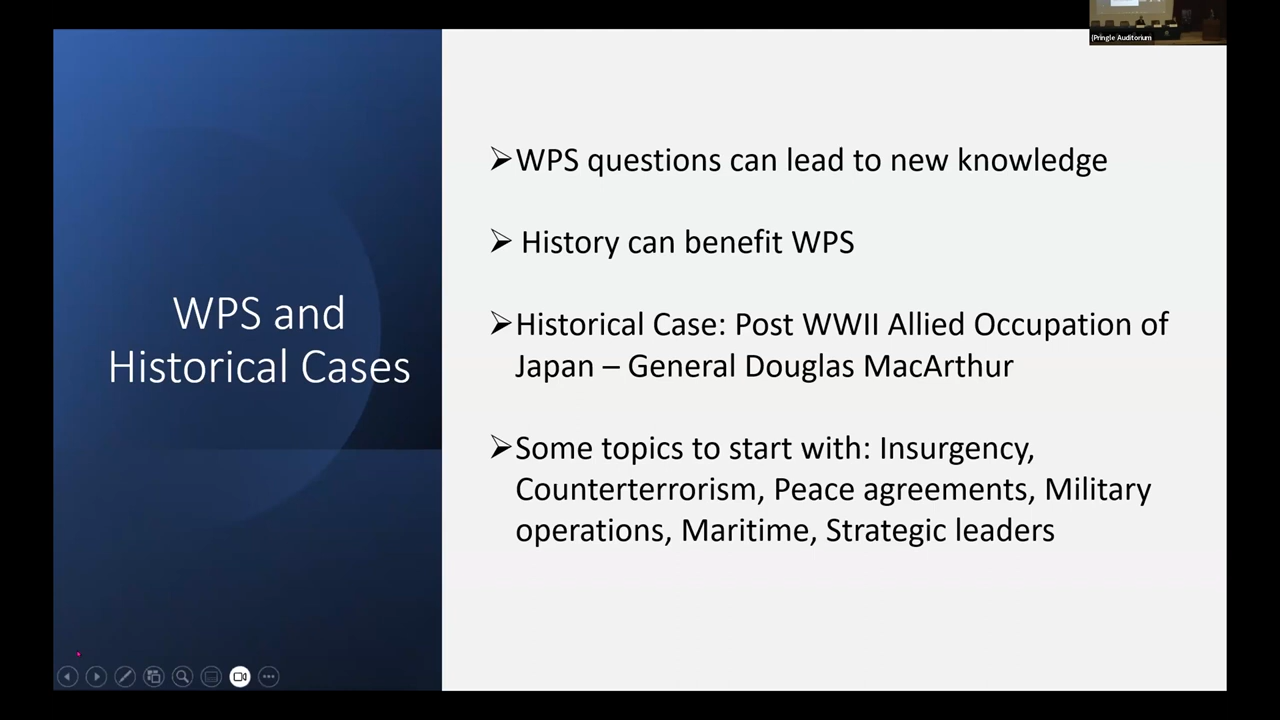 (Pringle Auditorium
WPS and
Historical Cases
➢WPS questions can lead to new knowledge
➢ History can benefit WPS
➢Historical Case: Post WWII Allied Occupation of
Japan – General Douglas MacArthur
➢Some topics to start with: Insurgency,
Counterterrorism, Peace agreements, Military
operations, Maritime, Strategic leaders